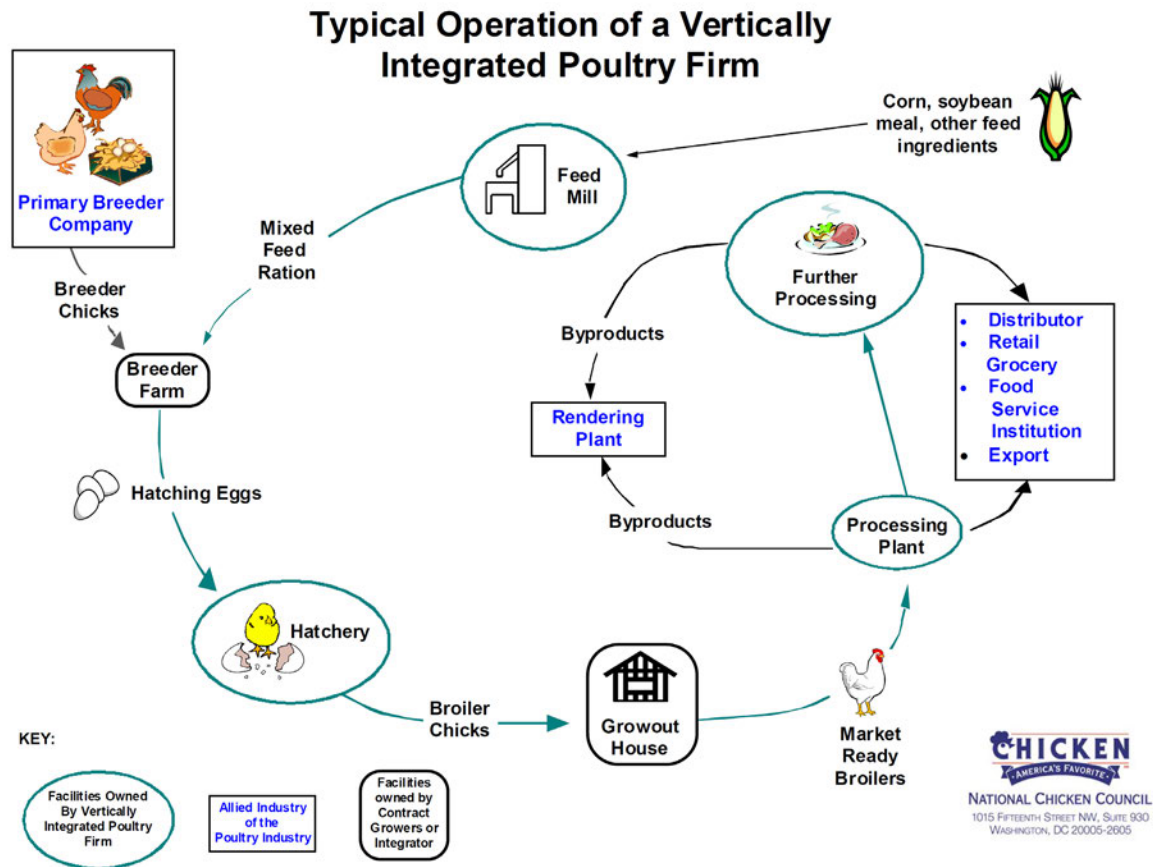 Typical Operation of a Vertically
Integrated Poultry Firm
Primary Breeder
Company
Corn, soybean
meal, other feed
ingredients
Feed
Mill
Mixed
Feed
Ration
Breeder
Chicks
Breeder
Farm
Hatching Eggs
Hatchery
Broiler
Chicks
Growout
House
Market
Ready
Broilers
Processing
Plant
Further
Processing
Byproducts
Rendering
Plant
Byproducts
• Distributor
• Retail
Grocery
• Food
Service
Institution
• Export
KEY:
Facilities Owned
By Vertically
Integrated Poultry
Firm
Allied Industry
of the
Poultry Industry
Facilities
owned by
Contract
Growers or
Integrator
CHICKEN
·AMERICA'S FAVORITE·
NATIONAL CHICKEN COUNCIL
1015 FIFTEENTH STREET NW, SUITE 930
WASHINGTON, DC 20005-2605